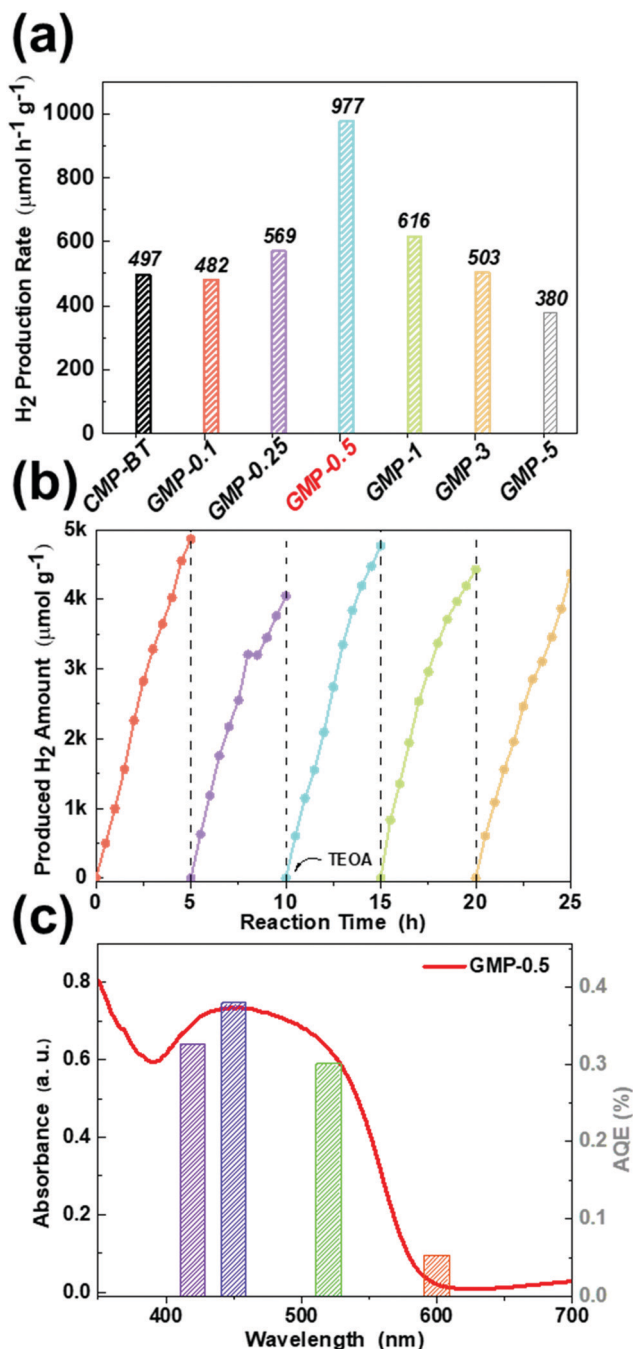 (a)
H2 Production Rate (μmol h⁻¹ g⁻¹)
1000
800
600
400
200
0
497
482
569
977
616
503
380
CMP-BT
GMP-0.1
GMP-0.25
GMP-0.5
GMP-1
GMP-3
GMP-5
(b)
Produced H2 Amount (μmol g⁻¹)
5k
4k
3k
2k
1k
0
TEOA
0 5 10 15 20 25
Reaction Time (h)
(c)
Absorbance (a. u.)
0.8
0.6
0.4
0.2
0.0
GMP-0.5
0.4
0.3
0.2
0.1
0.0
AQE (%)
400 500 600 700
Wavelength (nm)